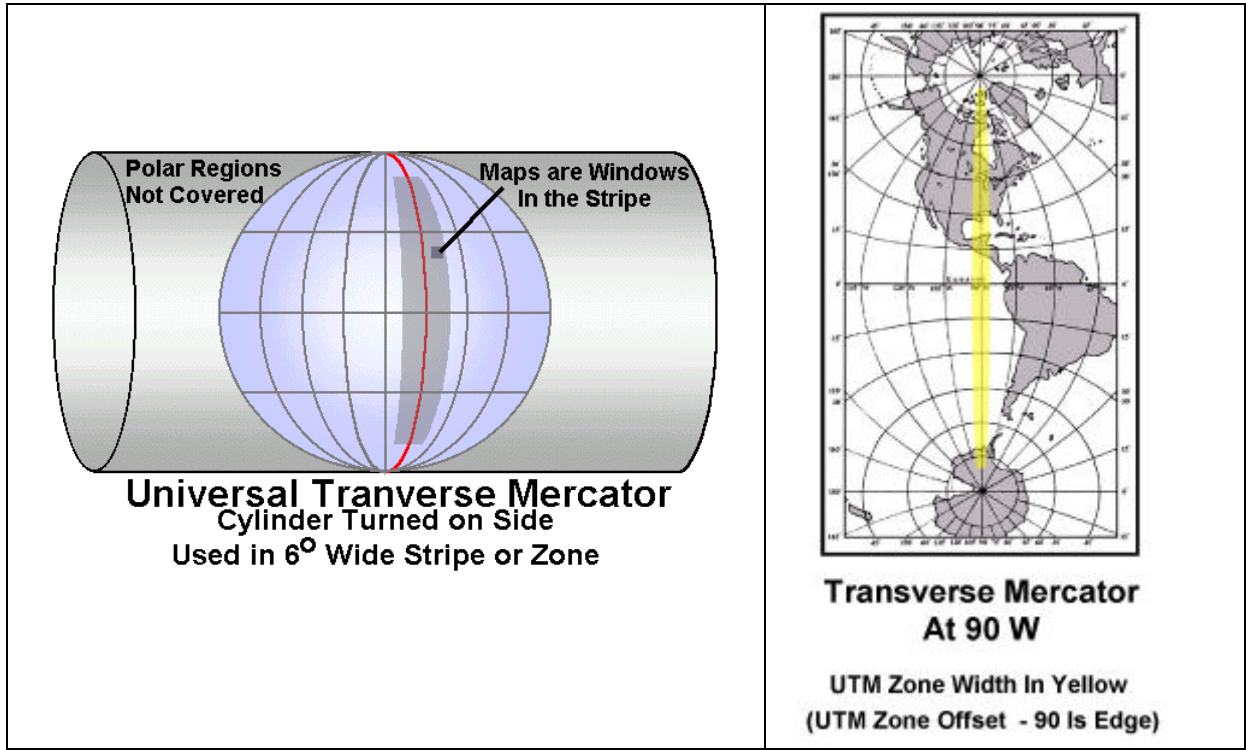 Polar Regions
Not Covered
Maps are Windows
In the Stripe
Universal Tranverse Mercator
Cylinder Turned on Side
Used in 6° Wide Stripe or Zone
Transverse Mercator
At 90 W
UTM Zone Width In Yellow
(UTM Zone Offset - 90 Is Edge)